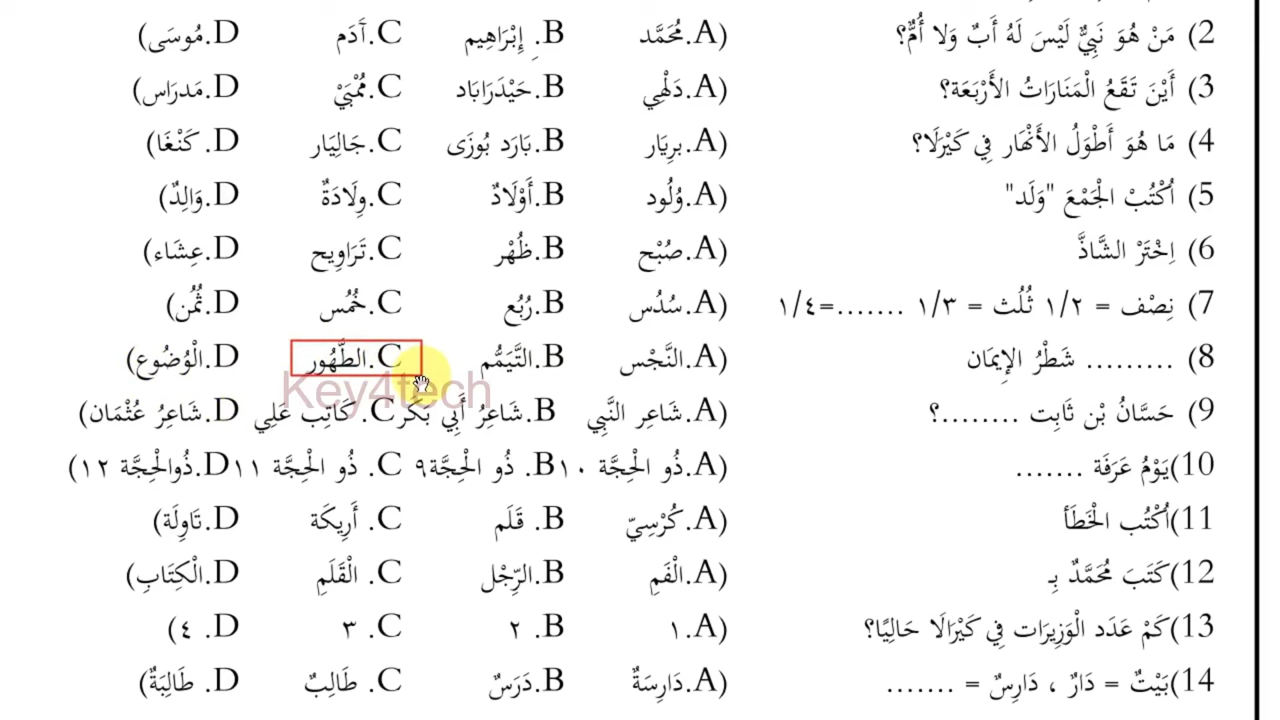 2) مَنْ هُوَ نَبِيٌّ لَيْسَ لَهُ أَبٌ وَلا أُمٌّ؟ (A.مُحَمَّد B. إِبْرَاهِيم C.آدَم D.مُوسَى)
3) أَيْنَ تَقَعُ الْمَنَارَاتُ الأَرْبَعَة؟ (A.دَلْهِي B.حَيْدَرَابَاد C.مُمْبَيْ D.مَدرَاس)
4) مَا هُوَ أَطْوَلُ الأَنْهَار فِي كَيْرَلَا؟ (A.بِرِيَار B.بَارَد بُوزَى C.جَالِيَار D. كَنْغَا)
5) اُكْتُبْ الْجَمْعَ "وَلَد" (A.وُلُود B.أَوْلَادٌ C.وِلَادَةٌ D.وَالِدٌ)
6) اِخْتَرْ الشَّاذَّ (A.صُبْح B.ظُهْر C.تَرَاوِيح D.عِشَاء)
7) نِصْف = ١/٢ ثُلُث = ١/٣ .......=١/٤ (A.سُدُس B.رُبُع C.خُمُس D.ثُمُن)
8) ......... شَطْرُ الإِيمَان (A.النَّجْس B.التَّيَمُّم C.الطَّهُور D.الْوُضُوع)
Key4tech
9) حَسَّانُ بْن ثَابِت ........؟ (A.شَاعِر النَّبِي B.شَاعِرُ أَبِي بَكْر C.كَاتِب عَلِي D.شَاعِرُ عُثْمَان)
10)يَوْمُ عَرَفَة ....... (A.ذُو الْحِجَّة ١٠ B. ذُو الْحِجَّة٩ C. ذُو الْحِجَّة ١١ D.ذُوالْحِجَّة ١٢)
11)اُكْتُب الْخَطَأ (A.كُرْسِيّ B. قَلَم C. أَرِيكَة D.تَاوِلَة)
12)كَتَبَ مُحَمَّدٌ بِـ (A.الْفَمِ B.الرِّجْل C. الْقَلَمِ D.الْكِتَابِ)
13)كَمْ عَدَد الْوَزِيرَات فِي كَيْرَالَا حَالِيًا؟ (A.١ B. ٢ C. ٣ D. ٤)
14)بَيْتٌ = دَارٌ ، دَارِسٌ = ....... (A.دَارِسَةٌ B.دَرَسٌ C. طَالِبٌ D. طَالِبَةٌ)